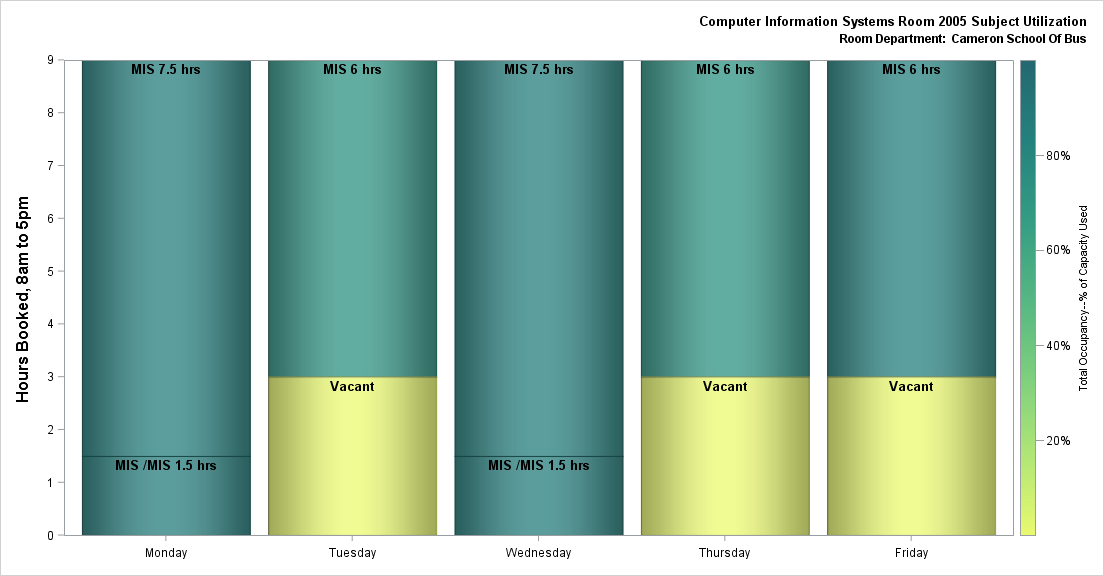 Computer Information Systems Room 2005 Subject Utilization
Room Department: Cameron School Of Bus
Hours Booked, 8am to 5pm
9
8
7
6
5
4
3
2
1
0
MIS 7.5 hrs
MIS /MIS 1.5 hrs
MIS 6 hrs
Vacant
MIS 7.5 hrs
MIS /MIS 1.5 hrs
MIS 6 hrs
Vacant
MIS 6 hrs
Vacant
Monday
Tuesday
Wednesday
Thursday
Friday
80%
60%
40%
20%
Total Occupancy--% of Capacity Used